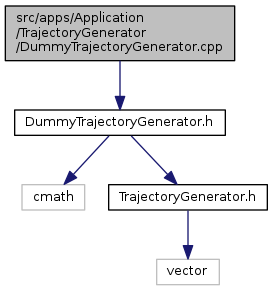 src/apps/Application
/TrajectoryGenerator
/DummyTrajectoryGenerator.cpp
DummyTrajectoryGenerator.h
cmath
TrajectoryGenerator.h
vector